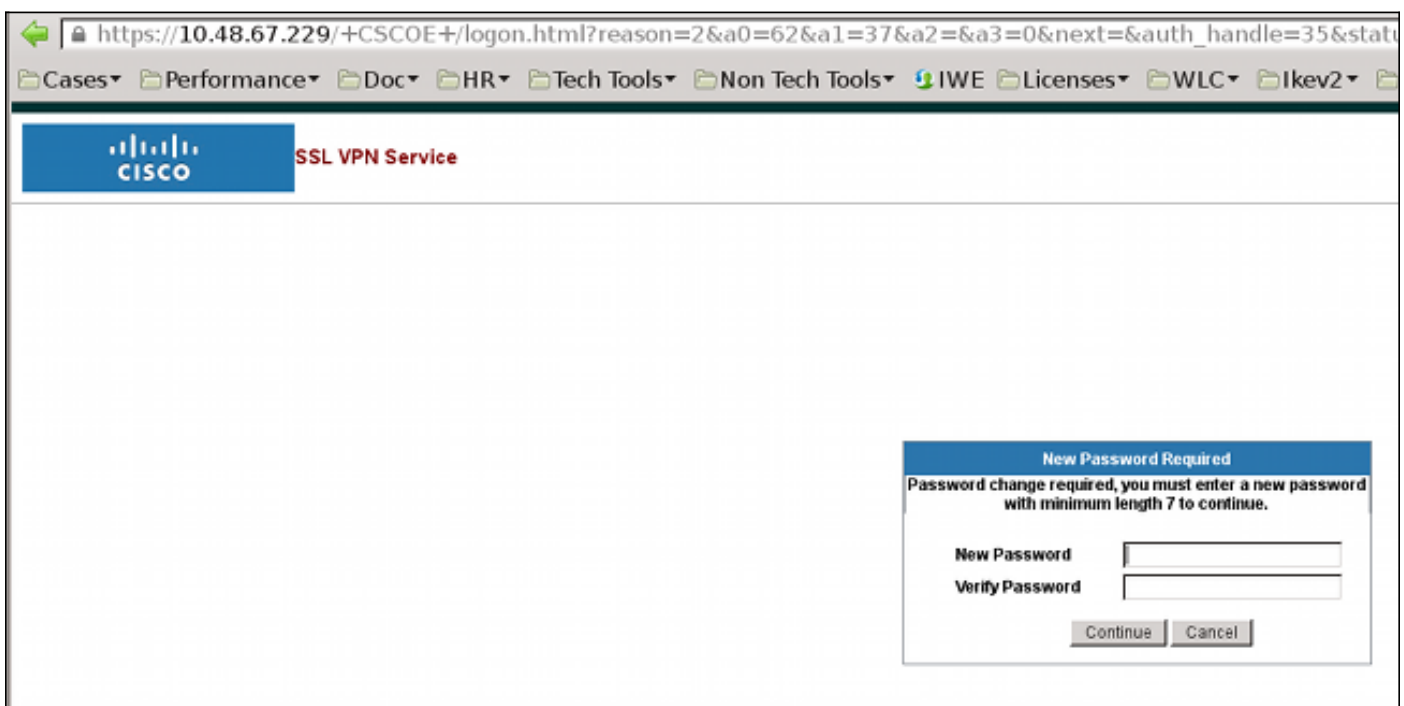 https://10.48.67.229/+CSCOE+/logon.html?reason=2&a0=62&a1=37&a2=&a3=0&next=&auth_handle=35&statu
Cases Performance Doc HR Tech Tools Non Tech Tools IWE Licenses WLC Ikev2
CISCO
SSL VPN Service
New Password Required
Password change required, you must enter a new password
with minimum length 7 to continue.
New Password
Verify Password
Continue Cancel